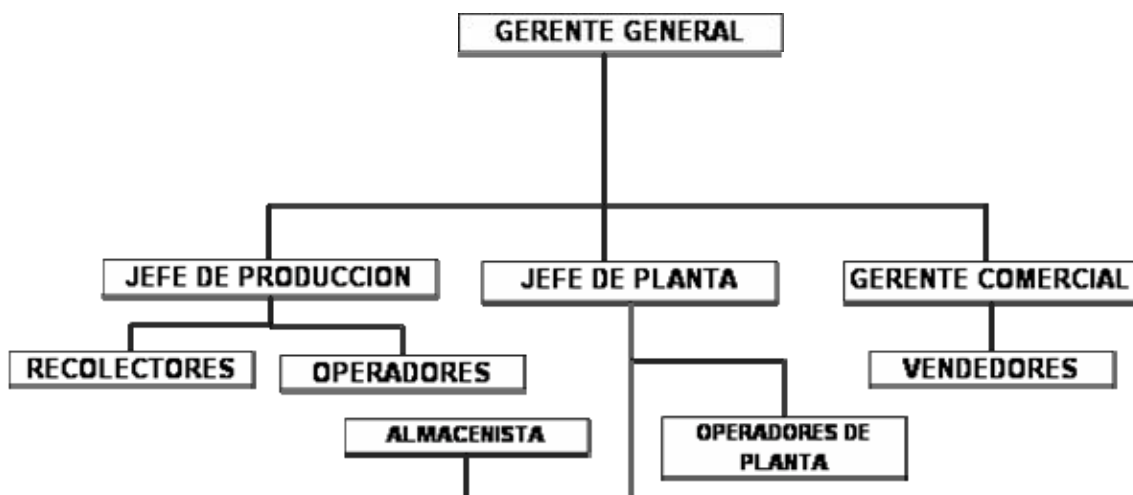 GERENTE GENERAL
JEFE DE PRODUCCION
JEFE DE PLANTA
GERENTE COMERCIAL
RECOLECTORES
OPERADORES
VENDEDORES
ALMACENISTA
OPERADORES DE
PLANTA